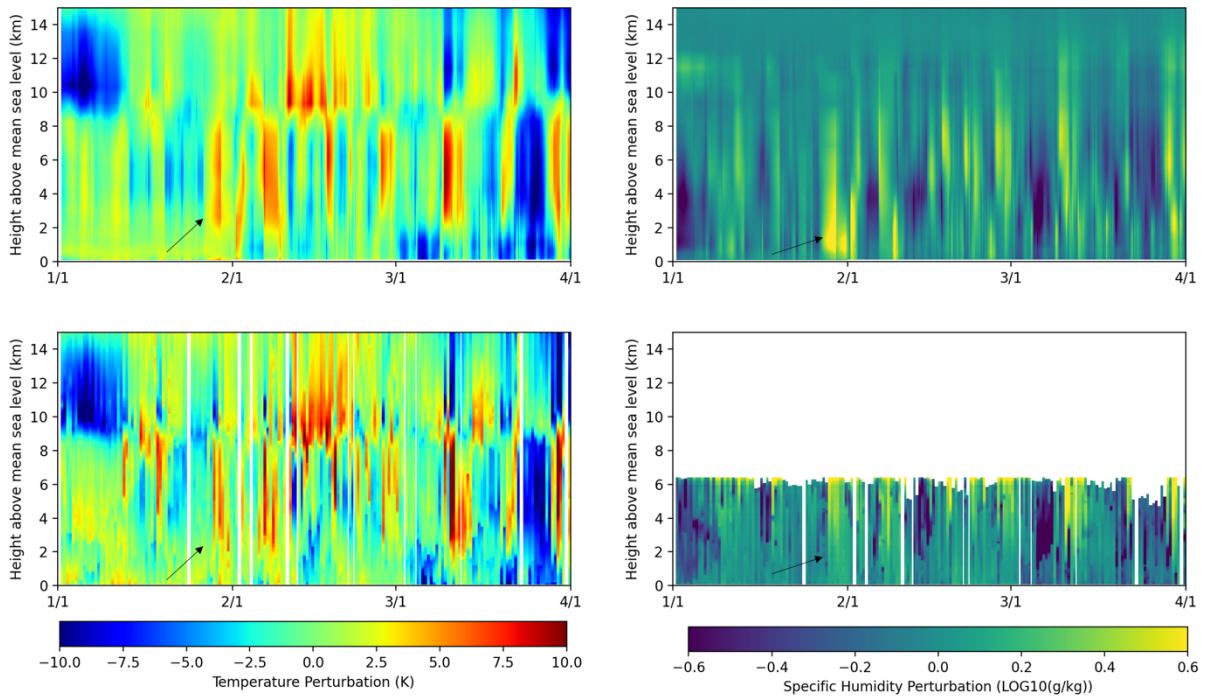 Height above mean sea level (km)
14
12
10
8
6
4
2
0
1/1 2/1 3/1 4/1
Height above mean sea level (km)
14
12
10
8
6
4
2
0
1/1 2/1 3/1 4/1
Height above mean sea level (km)
14
12
10
8
6
4
2
0
1/1 2/1 3/1 4/1
Height above mean sea level (km)
14
12
10
8
6
4
2
0
1/1 2/1 3/1 4/1
−10.0 −7.5 −5.0 −2.5 0.0 2.5 5.0 7.5 10.0
Temperature Perturbation (K)
−0.6 −0.4 −0.2 0.0 0.2 0.4 0.6
Specific Humidity Perturbation (LOG10(g/kg))